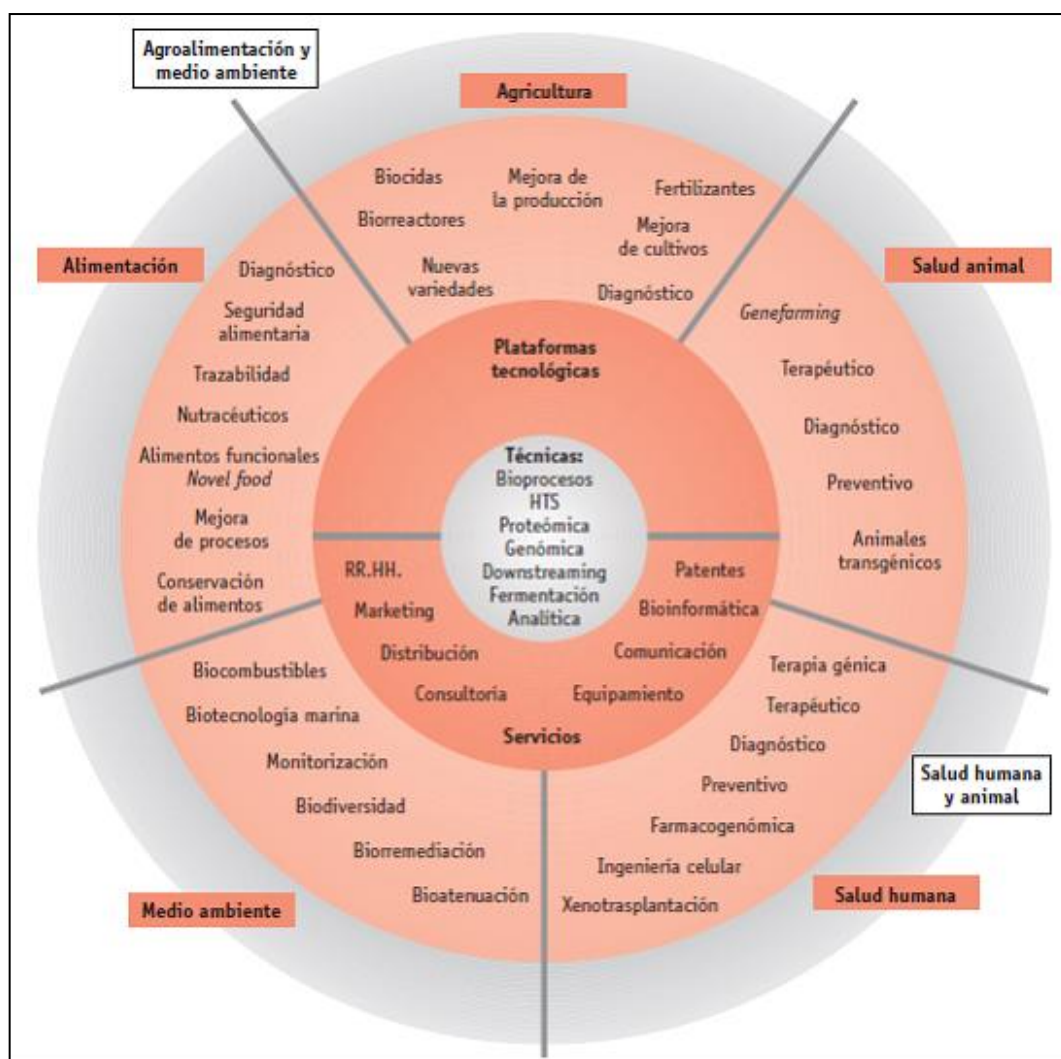 Agroalimentación y
medio ambiente
Agricultura
Biocidas
Mejora de
la producción
Fertilizantes
Biorreactores
Mejora
de cultivos
Nuevas
variedades
Diagnóstico
Alimentación
Diagnóstico
Seguridad
alimentaria
Trazabilidad
Nutracéuticos
Alimentos funcionales
Novel food
Mejora
de procesos
Conservación
de alimentos
Salud animal
Genefarming
Terapéutico
Diagnóstico
Preventivo
Animales
transgénicos
Plataformas
tecnológicas
Técnicas:
Bioprocesos
HTS
Proteómica
Genómica
Downstreaming
Fermentación
Analítica
RR.HH.
Marketing
Distribución
Consultoría
Patentes
Bioinformática
Comunicación
Equipamiento
Servicios
Biocombustibles
Biotecnología marina
Monitorización
Biodiversidad
Biorremediación
Bioatenuación
Medio ambiente
Terapia génica
Terapéutico
Diagnóstico
Preventivo
Farmacogenómica
Ingeniería celular
Xenotrasplantación
Salud humana
y animal
Salud humana